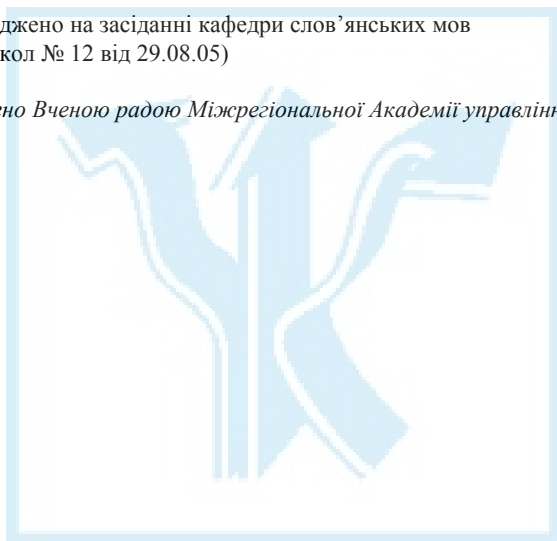 джено на засіданні кафедри слов’янських мов
кол № 12 від 29.08.05)
но Вченою радою Міжрегіональної Академії управлін